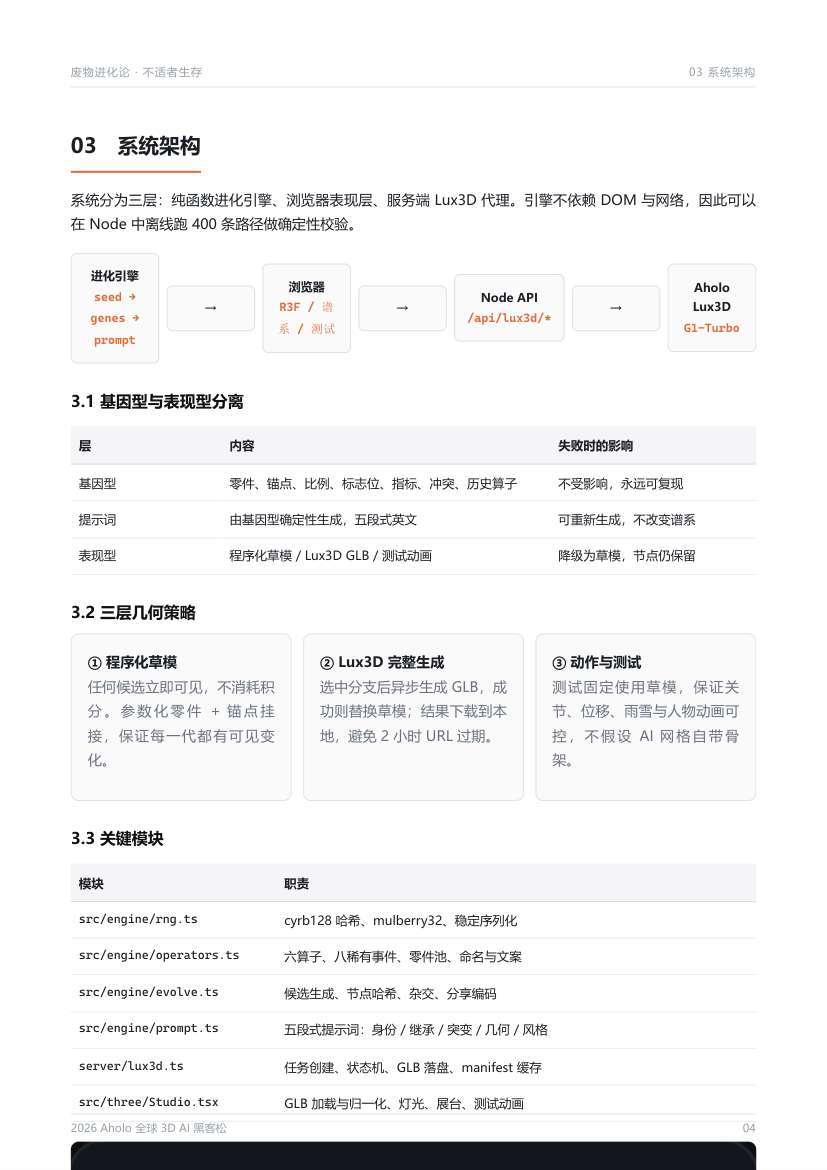 废物进化论 · 不适者生存
03 系统架构
03 系统架构
系统分为三层：纯函数进化引擎、浏览器表现层、服务端 Lux3D 代理。引擎不依赖 DOM 与网络，因此可以
在 Node 中离线跑 400 条路径做确定性校验。
进化引擎
seed →
genes →
prompt
→
浏览器
R3F / 谱
系 / 测试
→
Node API
/api/lux3d/*
→
Aholo
Lux3D
G1-Turbo
3.1 基因型与表现型分离
层 内容 失败时的影响
基因型 零件、锚点、比例、标志位、指标、冲突、历史算子 不受影响，永远可复现
提示词 由基因型确定性生成，五段式英文 可重新生成，不改变谱系
表现型 程序化草模 / Lux3D GLB / 测试动画 降级为草模，节点仍保留
3.2 三层几何策略
① 程序化草模
任何候选立即可见，不消耗积
分。参数化零件 + 锚点挂
接，保证每一代都有可见变
化。
② Lux3D 完整生成
选中分支后异步生成 GLB，成
功则替换草模；结果下载到本
地，避免 2 小时 URL 过期。
③ 动作与测试
测试固定使用草模，保证关
节、位移、雨雪与人物动画可
控，不假设 AI 网格自带骨
架。
3.3 关键模块
模块 职责
src/engine/rng.ts cyrb128 哈希、mulberry32、稳定序列化
src/engine/operators.ts 六算子、八稀有事件、零件池、命名与文案
src/engine/evolve.ts 候选生成、节点哈希、杂交、分享编码
src/engine/prompt.ts 五段式提示词：身份 / 继承 / 突变 / 几何 / 风格
server/lux3d.ts 任务创建、状态机、GLB 落盘、manifest 缓存
src/three/Studio.tsx GLB 加载与归一化、灯光、展台、测试动画
2026 Aholo 全球 3D AI 黑客松
04